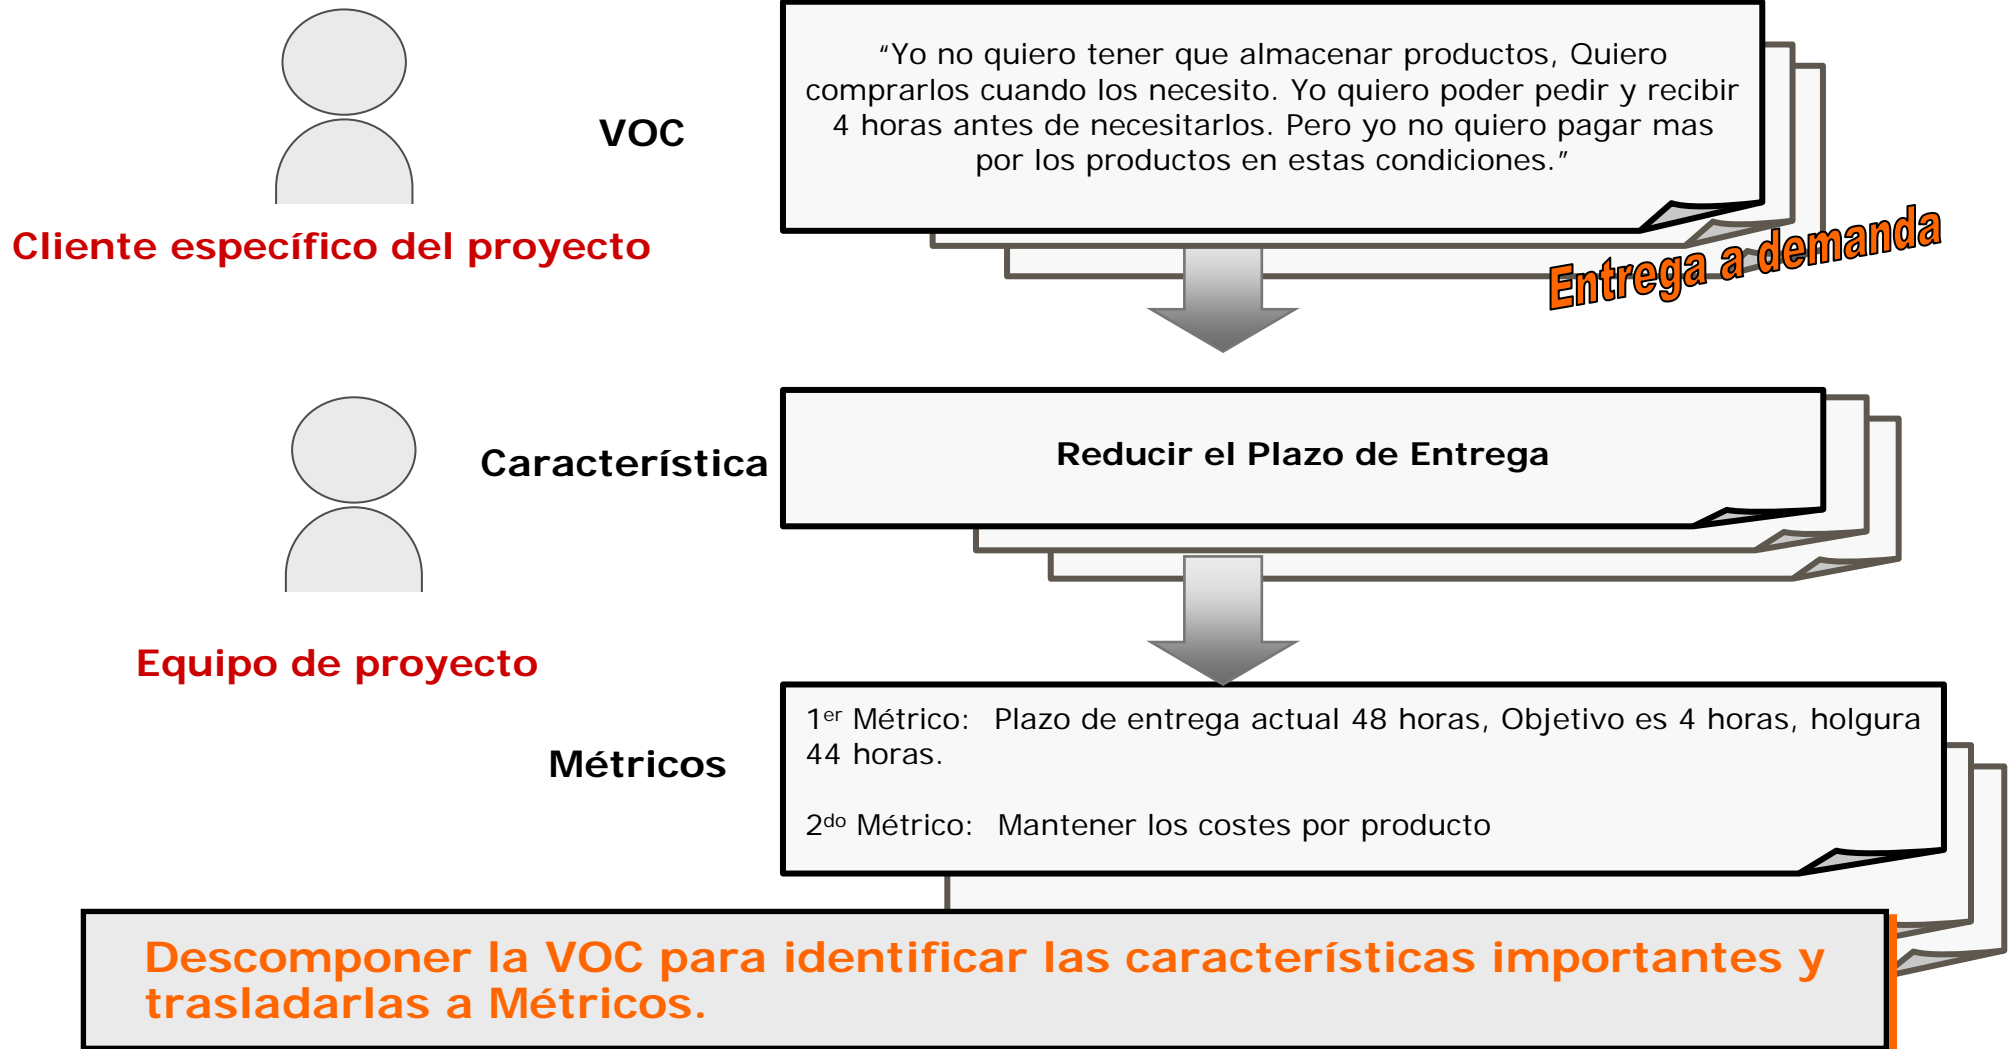 “Yo no quiero tener que almacenar productos, Quiero
comprarlos cuando los necesito. Yo quiero poder pedir y recibir
4 horas antes de necesitarlos. Pero yo no quiero pagar mas
por los productos en estas condiciones.”
VOC
Cliente específico del proyecto
Entrega a demanda
Característica
Reducir el Plazo de Entrega
Equipo de proyecto
Métricos
1er Métrico: Plazo de entrega actual 48 horas, Objetivo es 4 horas, holgura
44 horas.
2do Métrico: Mantener los costes por producto
Descomponer la VOC para identificar las características importantes y
trasladarlas a Métricos.